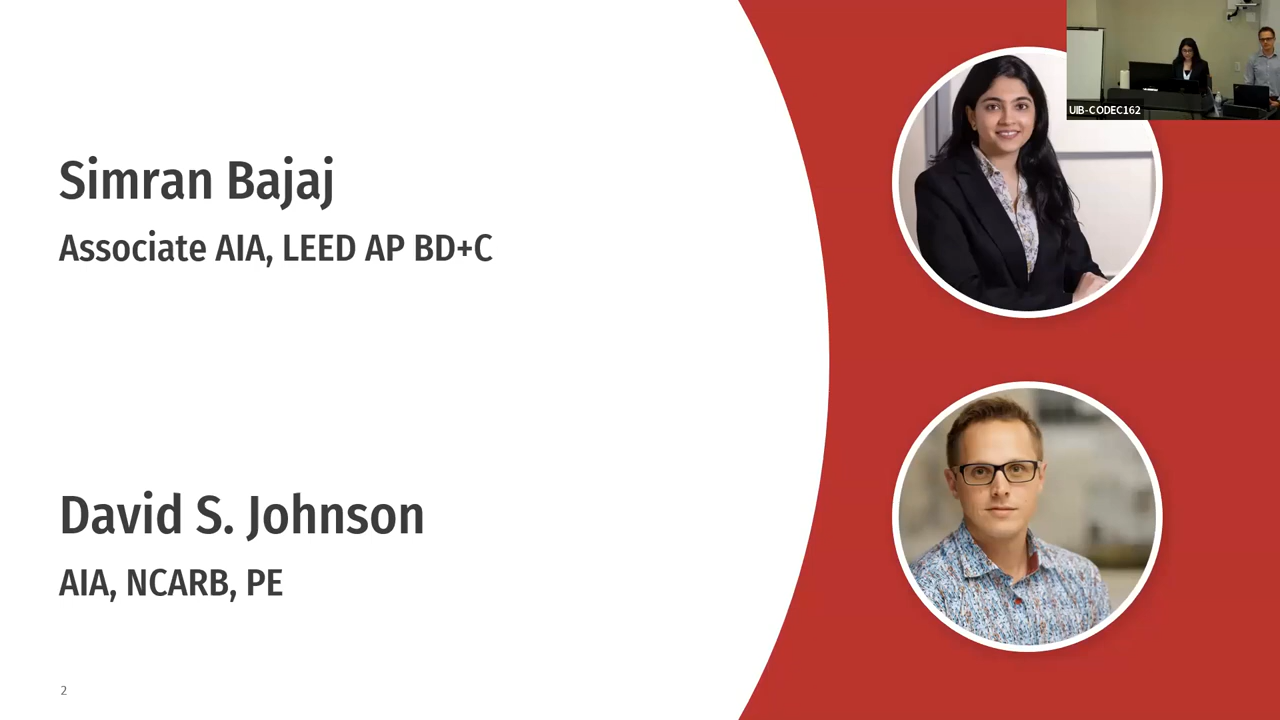 Simran Bajaj
Associate AIA, LEED AP BD+C
David S. Johnson
AIA, NCARB, PE
2
UIB-CODEC162